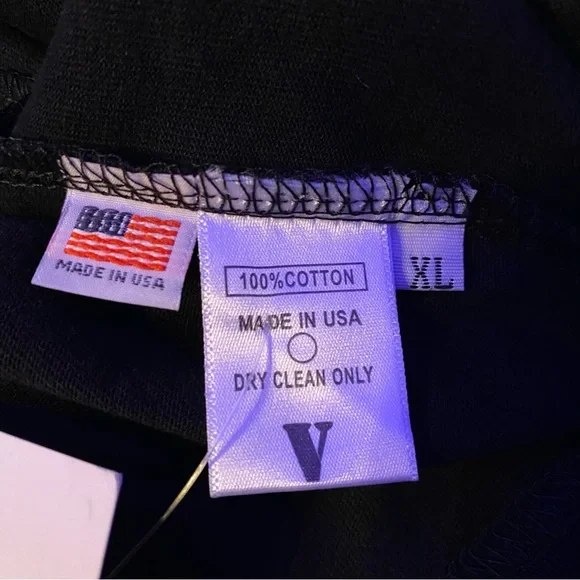 MADE IN USA
100%COTTON
MADE IN USA
DRY CLEAN ONLY
V
XL